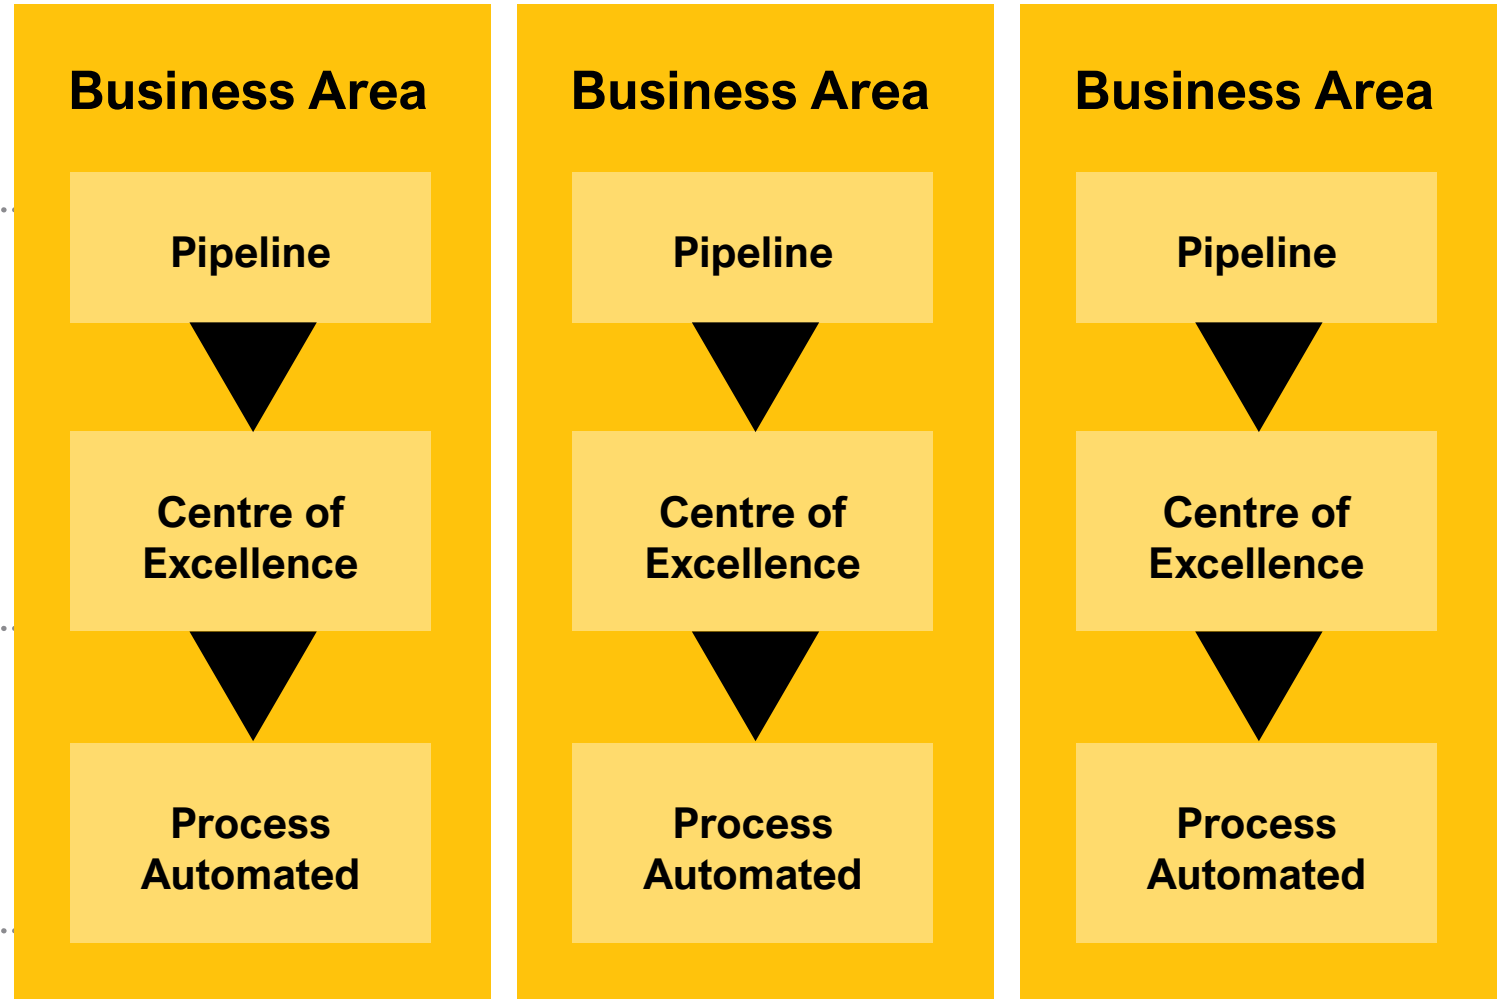 Business Area
Pipeline
Centre of
Excellence
Process
Automated
Business Area
Pipeline
Centre of
Excellence
Process
Automated
Business Area
Pipeline
Centre of
Excellence
Process
Automated